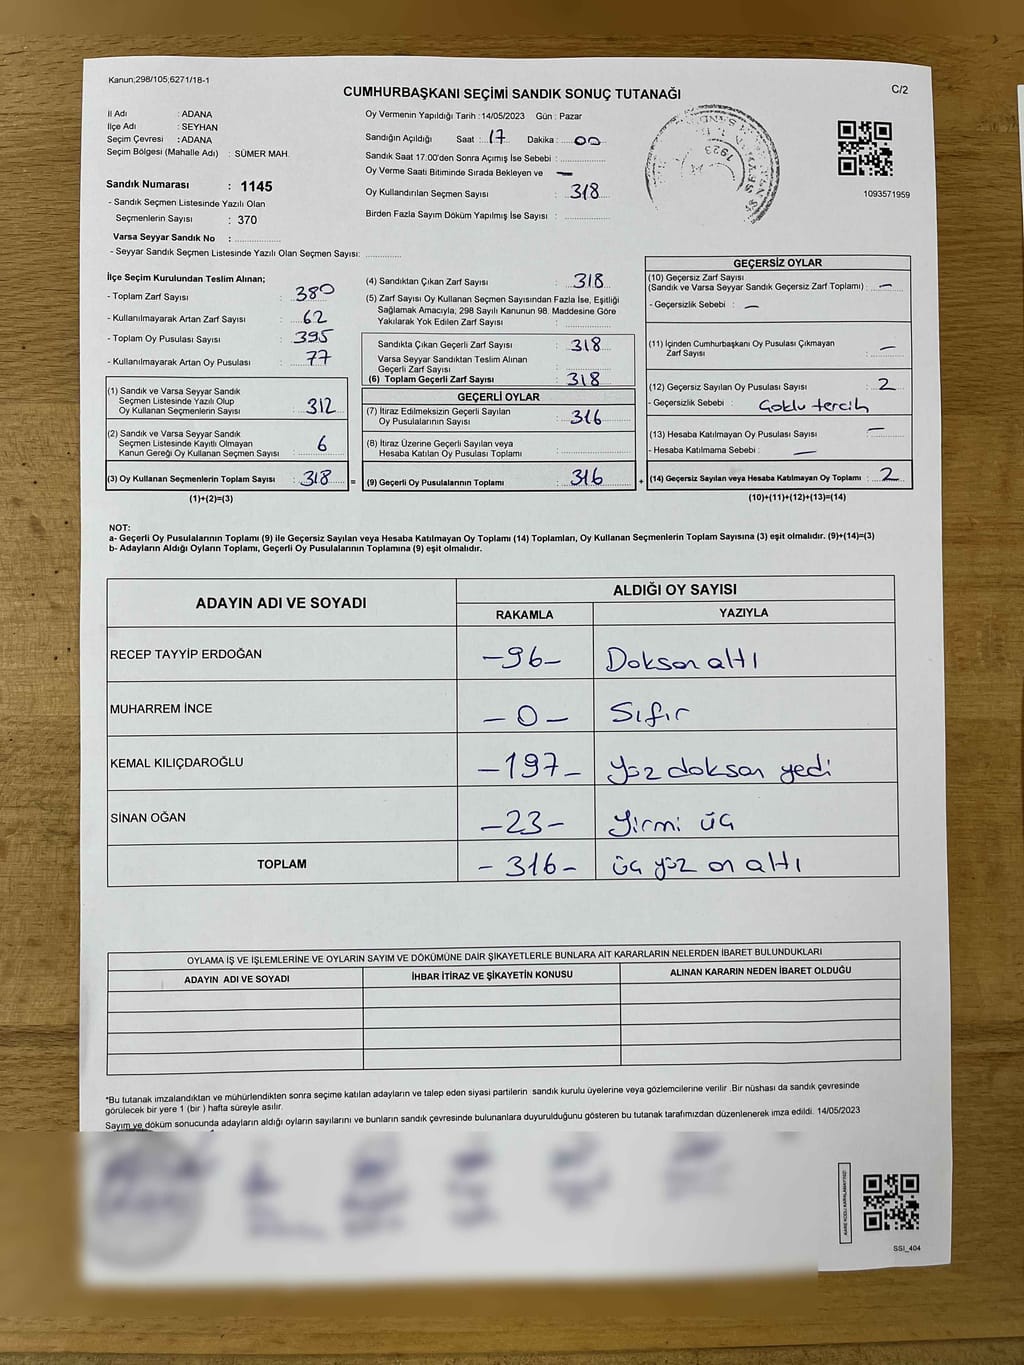 Kanun;298/105;6271/18-1
CUMHURBAŞKANI SEÇİMİ SANDIK SONUÇ TUTANAĞI
C/2
İl Adı : ADANA
İlçe Adı : SEYHAN
Seçim Çevresi : ADANA
Seçim Bölgesi (Mahalle Adı) : SÜMER MAH.
Sandık Numarası : 1145
- Sandık Seçmen Listesinde Yazılı Olan
Seçmenlerin Sayısı : 370
Varsa Seyyar Sandık No :
- Seyyar Sandık Seçmen Listesinde Yazılı Olan Seçmen Sayısı:
Oy Vermenin Yapıldığı Tarih : 14/05/2023 Gün : Pazar
Sandığın Açıldığı Saat : 17 Dakika : 00
Sandık Saat 17.00'den Sonra Açımış İse Sebebi :
Oy Verme Saati Bitiminde Sırada Bekleyen ve —
Oy Kullandırılan Seçmen Sayısı : 318
Birden Fazla Sayım Döküm Yapılmış İse Sayısı :
1923
1093571959
İlçe Seçim Kurulundan Teslim Alınan;
- Toplam Zarf Sayısı : 380
- Kullanılmayarak Artan Zarf Sayısı : 62
- Toplam Oy Pusulası Sayısı : 395
- Kullanılmayarak Artan Oy Pusulası : 77
(1) Sandık ve Varsa Seyyar Sandık
Seçmen Listesinde Yazılı Olup
Oy Kullanan Seçmenlerin Sayısı : 312
(2) Sandık ve Varsa Seyyar Sandık
Seçmen Listesinde Kayıtlı Olmayan
Kanun Gereği Oy Kullanan Seçmen Sayısı : 6
(3) Oy Kullanan Seçmenlerin Toplam Sayısı : 318 =
(1)+(2)=(3)
(4) Sandıktan Çıkan Zarf Sayısı : 318
(5) Zarf Sayısı Oy Kullanan Seçmen Sayısından Fazla İse, Eşitliği
Sağlamak Amacıyla, 298 Sayılı Kanunun 98. Maddesine Göre
Yakılarak Yok Edilen Zarf Sayısı :
Sandıkta Çıkan Geçerli Zarf Sayısı : 318
Varsa Seyyar Sandıktan Teslim Alınan
Geçerli Zarf Sayısı :
(6) Toplam Geçerli Zarf Sayısı : 318
GEÇERLİ OYLAR
(7) İtiraz Edilmeksizin Geçerli Sayılan
Oy Pusulalarının Sayısı : 316
(8) İtiraz Üzerine Geçerli Sayılan veya
Hesaba Katılan Oy Pusulası Toplamı :
(9) Geçerli Oy Pusulalarının Toplamı : 316 +
GEÇERSİZ OYLAR
(10) Geçersiz Zarf Sayısı
(Sandık ve Varsa Seyyar Sandık Geçersiz Zarf Toplamı) : —
- Geçersizlik Sebebi : —
(11) İçinden Cumhurbaşkanı Oy Pusulası Çıkmayan
Zarf Sayısı : —
(12) Geçersiz Sayılan Oy Pusulası Sayısı : 2
- Geçersizlik Sebebi : Çoklu tercih
(13) Hesaba Katılmayan Oy Pusulası Sayısı : —
- Hesaba Katılmama Sebebi : —
(14) Geçersiz Sayılan veya Hesaba Katılmayan Oy Toplamı : 2
(10)+(11)+(12)+(13)=(14)
NOT:
a- Geçerli Oy Pusulalarının Toplamı (9) ile Geçersiz Sayılan veya Hesaba Katılmayan Oy Toplamı (14) Toplamları, Oy Kullanan Seçmenlerin Toplam Sayısına (3) eşit olmalıdır. (9)+(14)=(3)
b- Adayların Aldığı Oyların Toplamı, Geçerli Oy Pusulalarının Toplamına (9) eşit olmalıdır.
ADAYIN ADI VE SOYADI
ALDIĞI OY SAYISI
RAKAMLA YAZIYLA
RECEP TAYYİP ERDOĞAN -96- Doksan altı
MUHARREM İNCE -0- Sıfır
KEMAL KILIÇDAROĞLU -197- Yüz doksan yedi
SİNAN OĞAN -23- Yirmi üç
TOPLAM -316- üç yüz on altı
OYLAMA İŞ VE İŞLEMLERİNE VE OYLARIN SAYIM VE DÖKÜMÜNE DAİR ŞİKAYETLERLE BUNLARA AİT KARARLARIN NELERDEN İBARET BULUNDUKLARI
ADAYIN ADI VE SOYADI İHBAR İTİRAZ VE ŞİKAYETİN KONUSU ALINAN KARARIN NEDEN İBARET OLDUĞU
*Bu tutanak imzalandıktan ve mühürlendikten sonra seçime katılan adayların ve talep eden siyasi partilerin sandık kurulu üyelerine veya gözlemcilerine verilir .Bir nüshası da sandık çevresinde
görülecek bir yere 1 (bir ) hafta süreyle asılır.
Sayım ve döküm sonucunda adayların aldığı oyların sayılarını ve bunların sandık çevresinde bulunanlara duyurulduğunu gösteren bu tutanak tarafımızdan düzenlenerek imza edildi. 14/05/2023
SSI_404